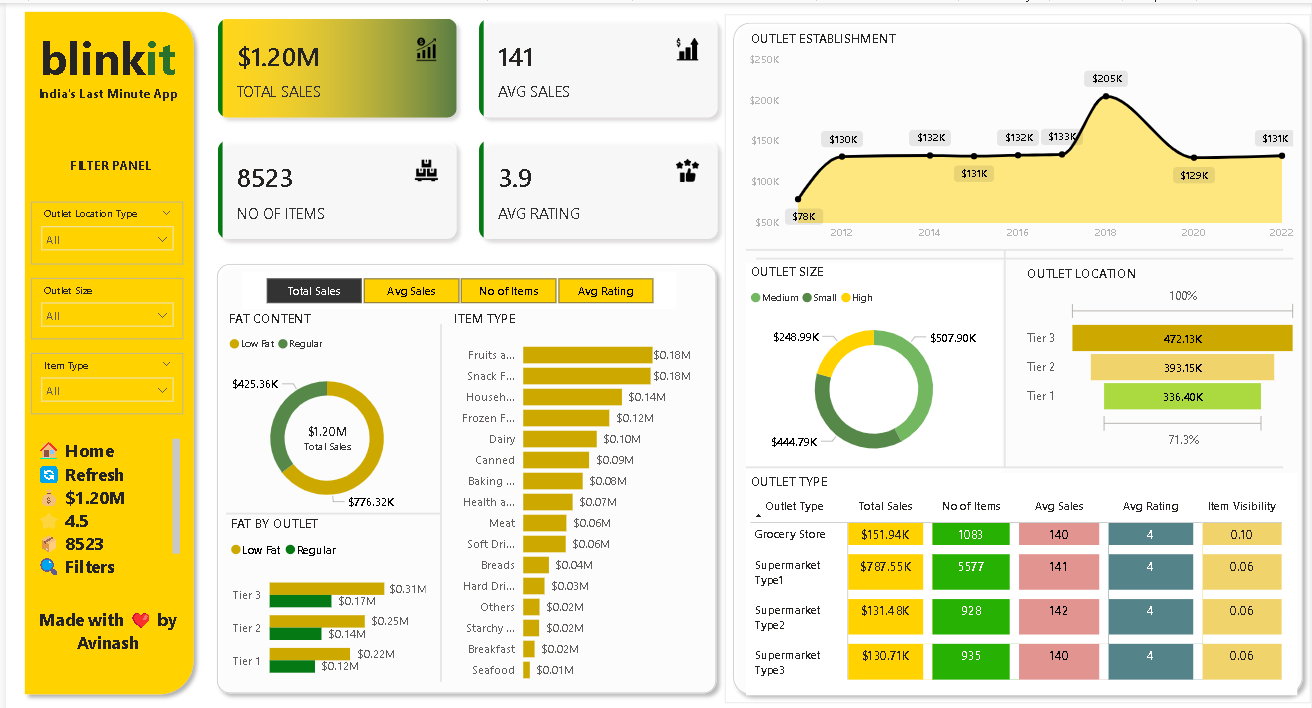 blinkit
India's Last Minute App
FILTER PANEL
Outlet Location Type
All
Outlet Size
All
Item Type
All
Home
Refresh
$1.20M
4.5
8523
Filters
Made with ❤️ by
Avinash
$1.20M
TOTAL SALES
141
AVG SALES
8523
NO OF ITEMS
3.9
AVG RATING
Total Sales
Avg Sales
No of Items
Avg Rating
FAT CONTENT
Low Fat Regular
$425.36K
$1.20M
Total Sales
$776.32K
FAT BY OUTLET
Low Fat Regular
Tier 3 $0.31M
$0.17M
Tier 2 $0.25M
$0.14M
Tier 1 $0.22M
$0.12M
ITEM TYPE
Fruits a... $0.18M
Snack F... $0.18M
Househ... $0.14M
Frozen F... $0.12M
Dairy $0.10M
Canned $0.09M
Baking ... $0.08M
Health a... $0.07M
Meat $0.06M
Soft Dri... $0.06M
Breads $0.04M
Hard Dri... $0.03M
Others $0.02M
Starchy ... $0.02M
Breakfast $0.02M
Seafood $0.01M
OUTLET ESTABLISHMENT
$250K
$200K
$150K
$100K
$50K
$78K
$130K
$132K
$131K
$132K
$133K
$205K
$129K
$131K
2012 2014 2016 2018 2020 2022
OUTLET SIZE
Medium Small High
$248.99K
$507.90K
$444.79K
OUTLET LOCATION
100%
Tier 3 472.13K
Tier 2 393.15K
Tier 1 336.40K
71.3%
OUTLET TYPE
Outlet Type Total Sales No of Items Avg Sales Avg Rating Item Visibility
Grocery Store $151.94K 1083 140 4 0.10
Supermarket Type1 $787.55K 5577 141 4 0.06
Supermarket Type2 $131.48K 928 142 4 0.06
Supermarket Type3 $130.71K 935 140 4 0.06